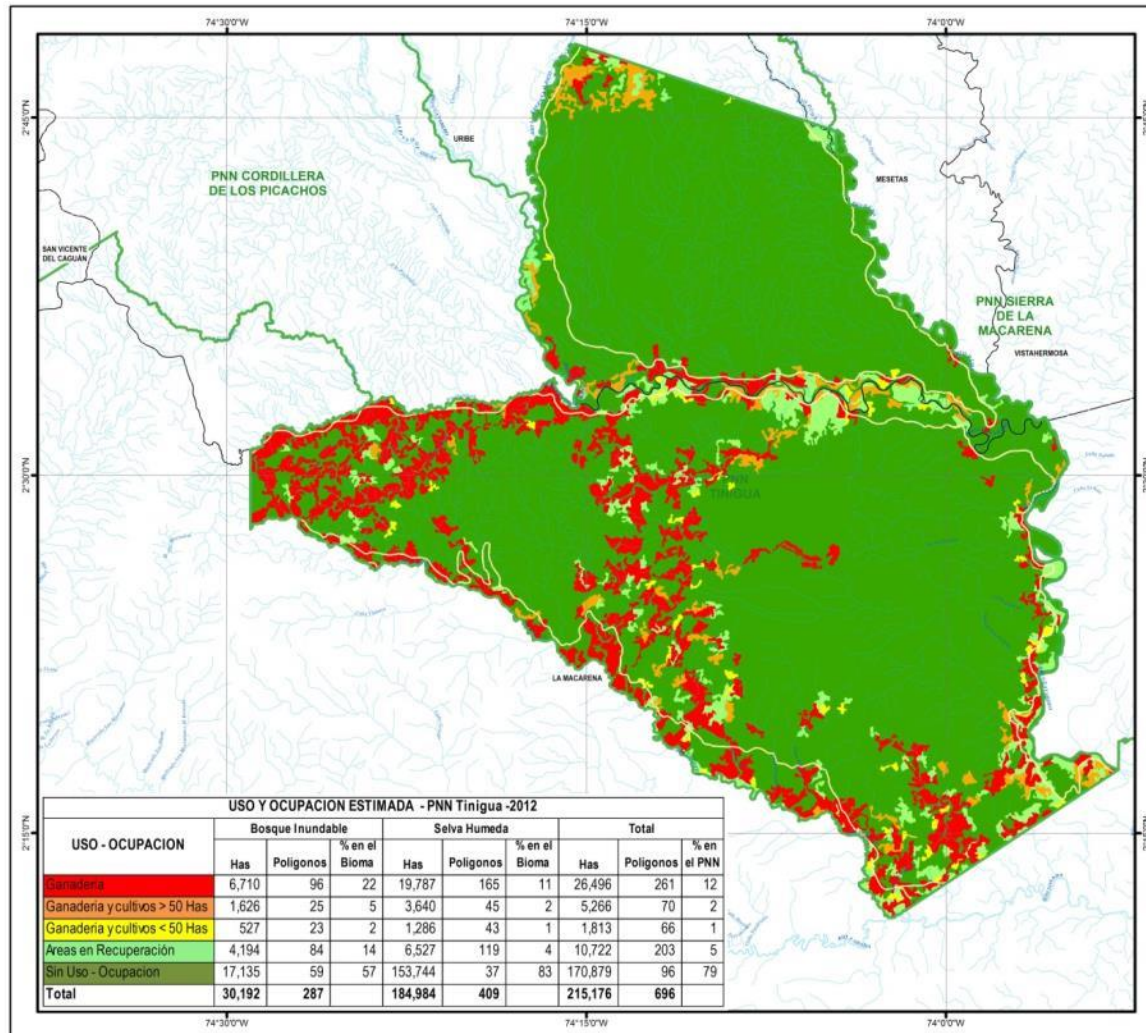 74°30'0"W 74°15'0"W 74°0'0"W
2°45'0"N
URIBE
MESETAS
PNN CORDILLERA
DE LOS PICACHOS
SAN VICENTE
DEL CAGUÁN
PNN SIERRA
DE LA
MACARENA
VISTAHERMOSA
2°30'0"N
PNN
TINIGUA
LA MACARENA
2°15'0"N
USO Y OCUPACION ESTIMADA - PNN Tinigua -2012
USO - OCUPACION Bosque Inundable Selva Humeda Total
Has Poligonos % en el Bioma Has Poligonos % en el Bioma Has Poligonos % en el PNN
Ganaderia 6,710 96 22 19,787 165 11 26,496 261 12
Ganaderia y cultivos > 50 Has 1,626 25 5 3,640 45 2 5,266 70 2
Ganaderia y cultivos < 50 Has 527 23 2 1,286 43 1 1,813 66 1
Areas en Recuperación 4,194 84 14 6,527 119 4 10,722 203 5
Sin Uso - Ocupacion 17,135 59 57 153,744 37 83 170,879 96 79
Total 30,192 287 184,984 409 215,176 696
74°30'0"W 74°15'0"W 74°0'0"W